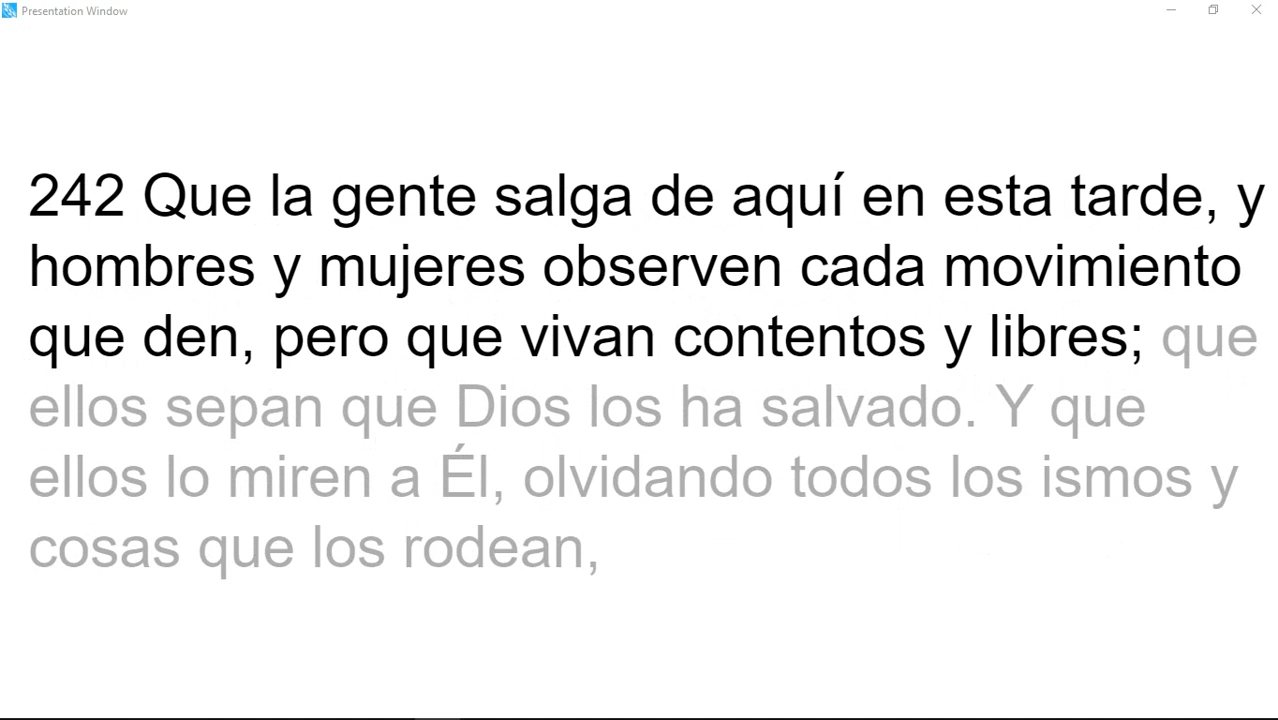 Presentation Window
242 Que la gente salga de aquí en esta tarde, y
hombres y mujeres observen cada movimiento
que den, pero que vivan contentos y libres; que
ellos sepan que Dios los ha salvado. Y que
ellos lo miren a Él, olvidando todos los ismos y
cosas que los rodean,